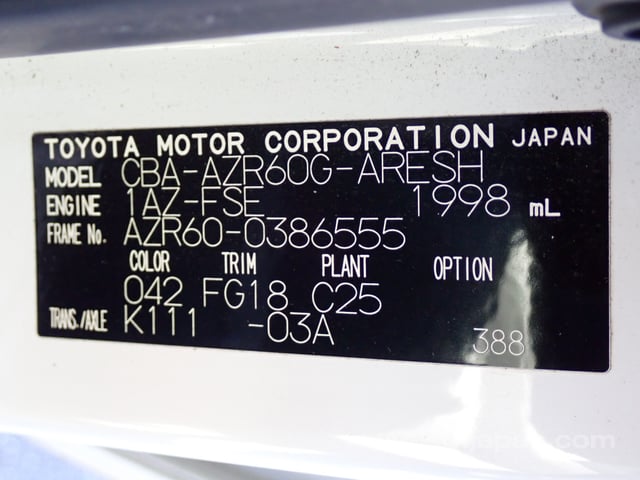 TOYOTA MOTOR CORPORATION JAPAN
MODEL CBA-AZR60G-ARESH
ENGINE 1AZ-FSE 1998 mL
FRAME No. AZR60-0386555
COLOR TRIM PLANT OPTION
042 FG18 C25
TRANS./AXLE K111 -03A 388